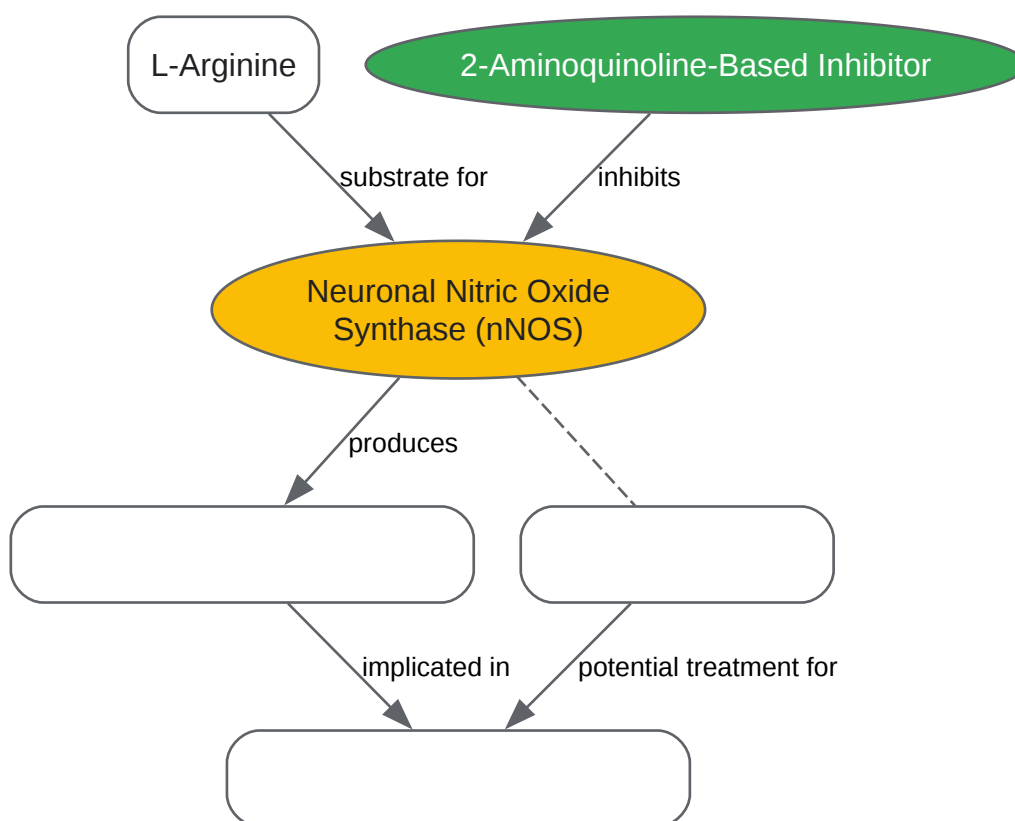 L-Arginine
2-Aminoquinoline-Based Inhibitor
substrate for
inhibits
Neuronal Nitric Oxide
Synthase (nNOS)
produces
implicated in
potential treatment for